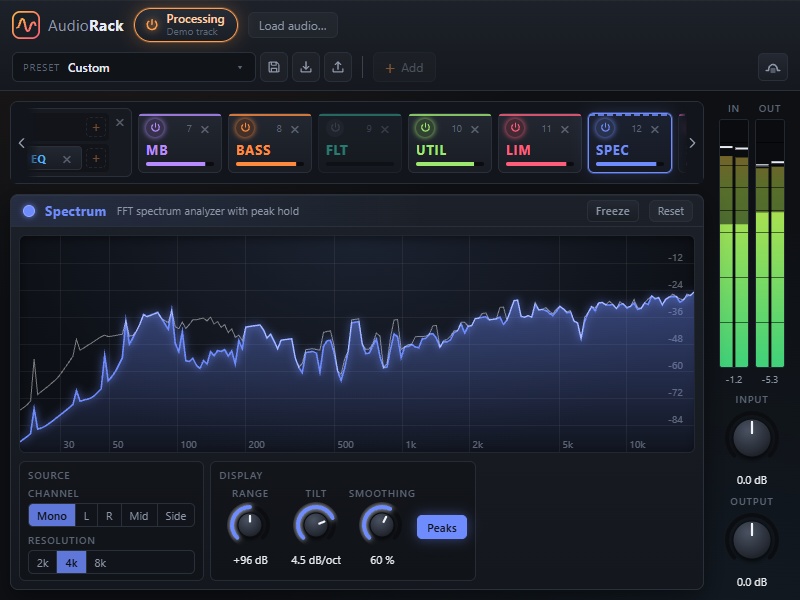 AudioRack
Processing
Demo track
Load audio...
PRESET Custom
+ Add
EQ
7
MB
8
BASS
9
FLT
10
UTIL
11
LIM
12
SPEC
IN OUT
Spectrum FFT spectrum analyzer with peak hold
Freeze Reset
-12
-24
-36
-48
-60
-72
-84
30 50 100 200 500 1k 2k 5k 10k
-1.2 -5.3
INPUT
0.0 dB
OUTPUT
0.0 dB
SOURCE
CHANNEL
Mono L R Mid Side
RESOLUTION
2k 4k 8k
DISPLAY
RANGE TILT SMOOTHING
Peaks
+96 dB 4.5 dB/oct 60 %